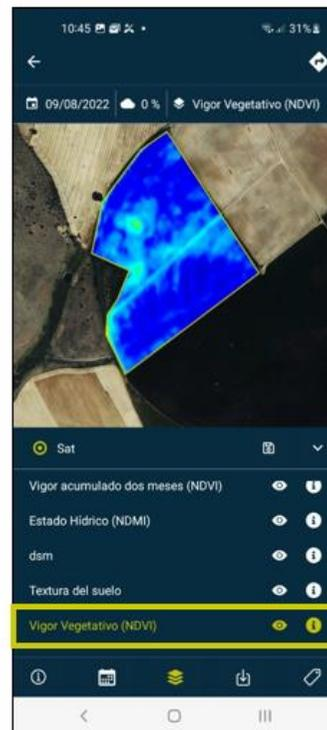 10:45 31%
09/08/2022 0 % Vigor Vegetativo (NDVI)
Sat
Vigor acumulado dos meses (NDVI)
Estado Hídrico (NDMI)
dsm
Textura del suelo
Vigor Vegetativo (NDVI)